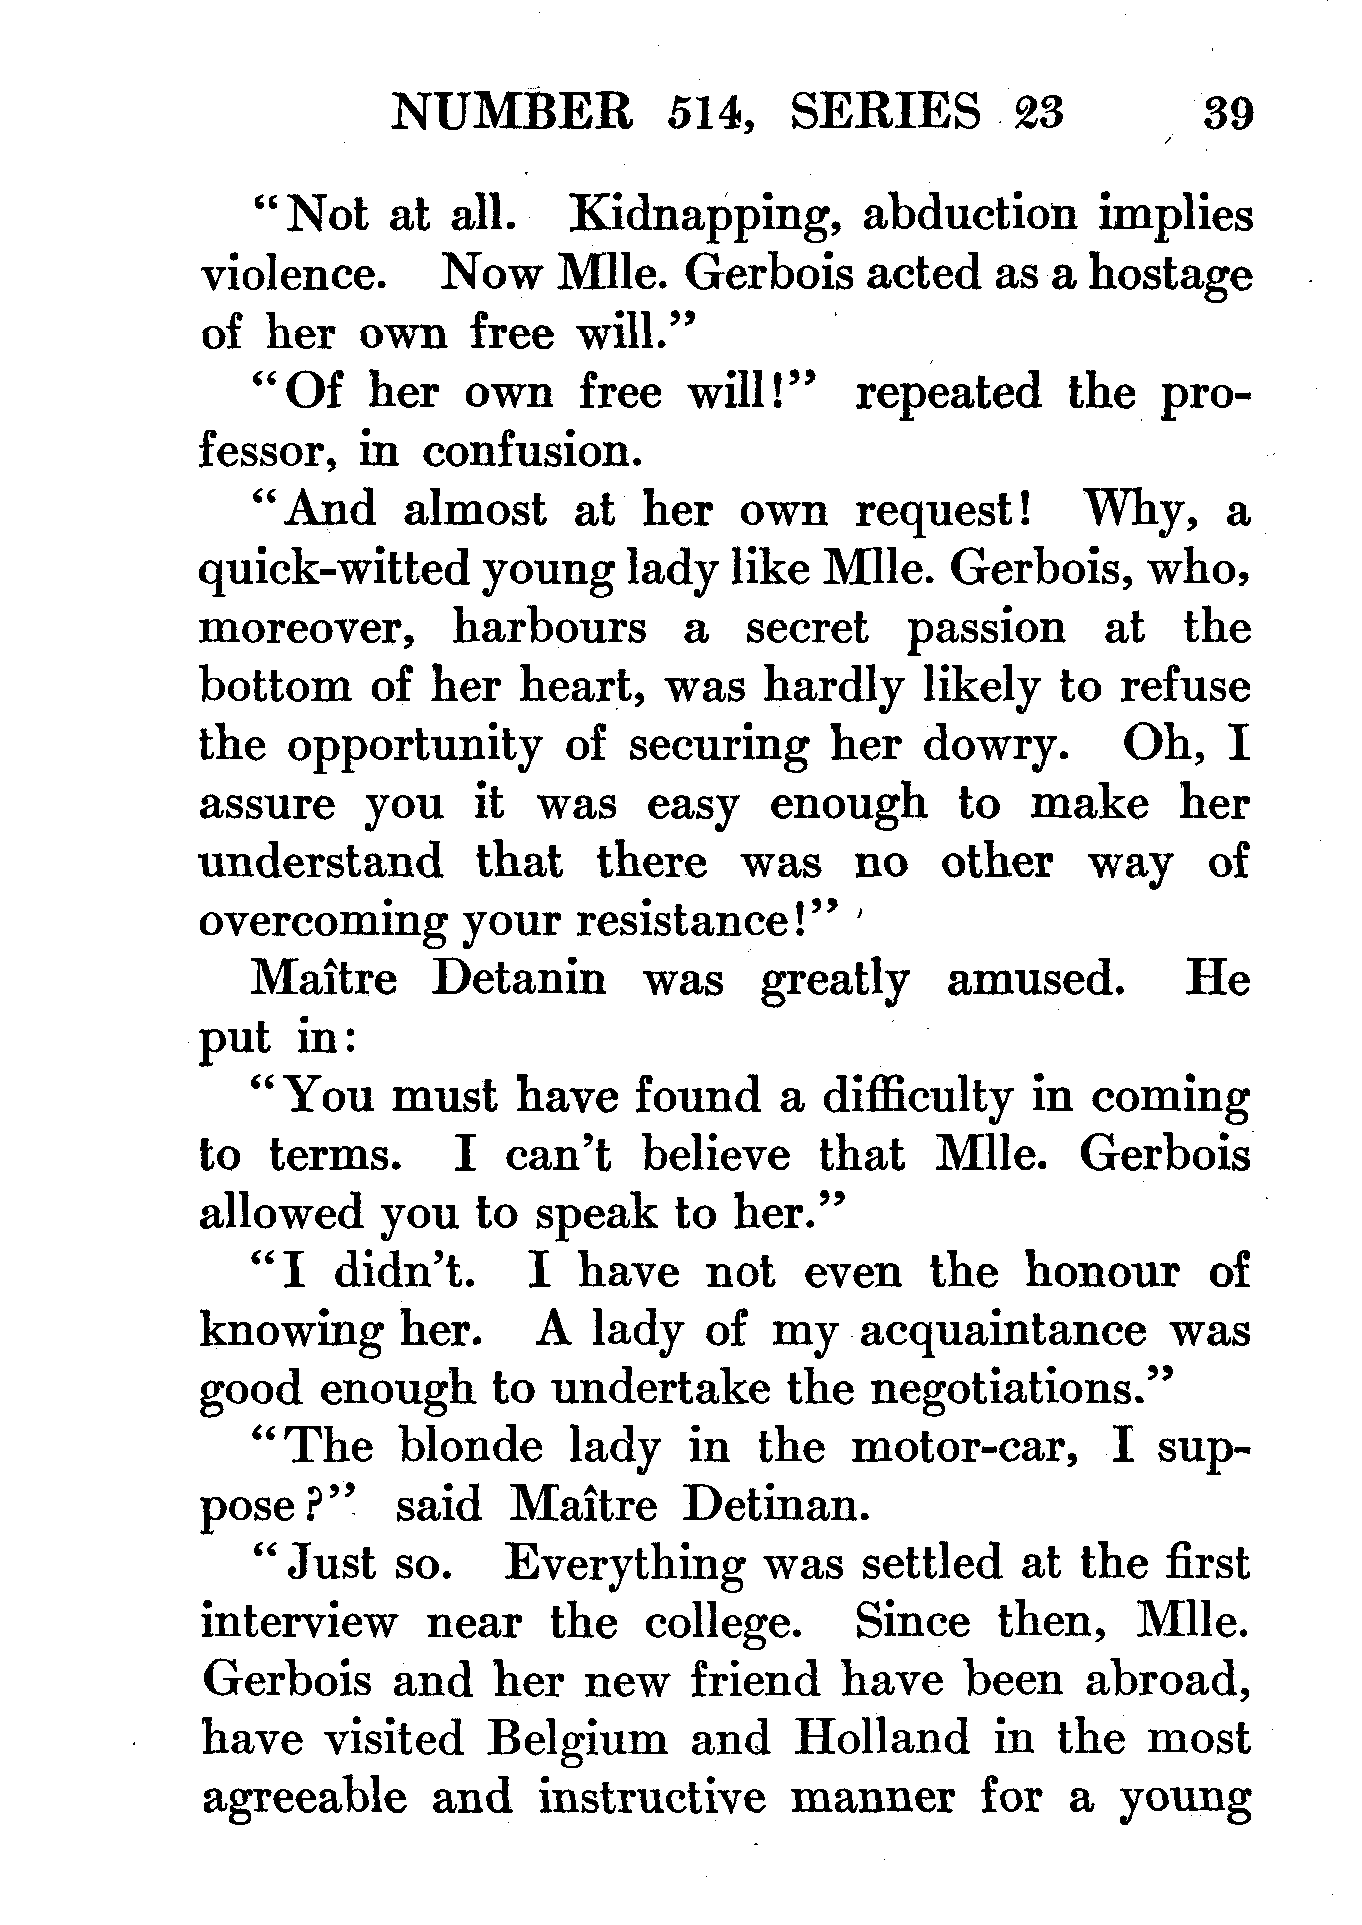 NUMBER 514, SERIES 23 39
“Not at all. Kidnapping, abduction implies
violence. Now Mlle. Gerbois acted as a hostage
of her own free will.”
“Of her own free will!” repeated the pro-
fessor, in confusion.
“And almost at her own request! Why, a
quick-witted young lady like Mlle. Gerbois, who,
moreover, harbours a secret passion at the
bottom of her heart, was hardly likely to refuse
the opportunity of securing her dowry. Oh, I
assure you it was easy enough to make her
understand that there was no other way of
overcoming your resistance!”
Maître Detanin was greatly amused. He
put in:
“You must have found a difficulty in coming
to terms. I can’t believe that Mlle. Gerbois
allowed you to speak to her.”
“I didn’t. I have not even the honour of
knowing her. A lady of my acquaintance was
good enough to undertake the negotiations.”
“The blonde lady in the motor-car, I sup-
pose?” said Maître Detinan.
“Just so. Everything was settled at the first
interview near the college. Since then, Mlle.
Gerbois and her new friend have been abroad,
have visited Belgium and Holland in the most
agreeable and instructive manner for a young